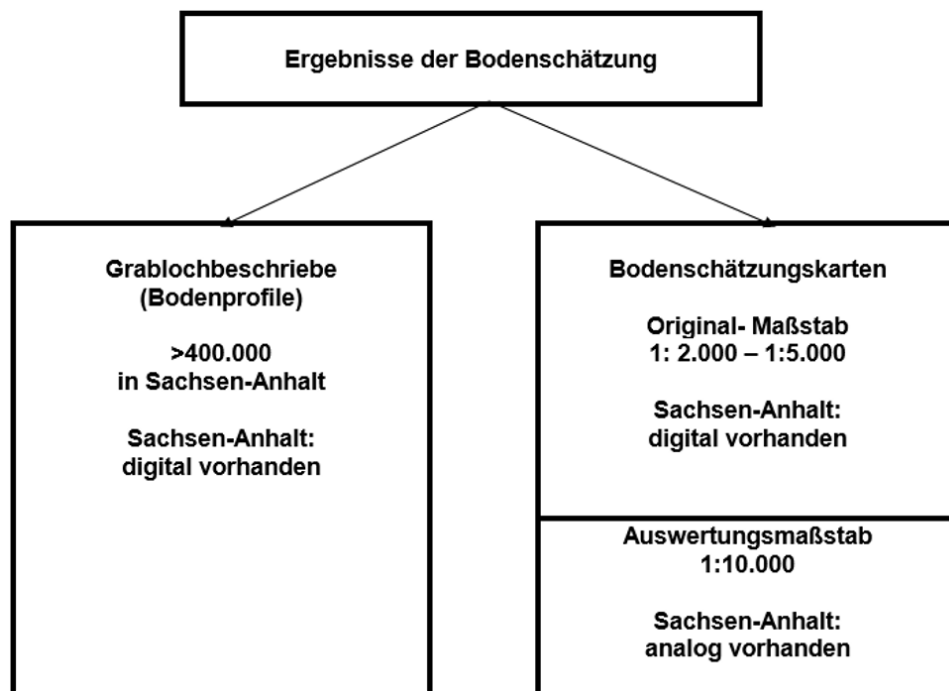 Ergebnisse der Bodenschätzung
Grablochbeschriebe
(Bodenprofile)
>400.000
in Sachsen-Anhalt
Sachsen-Anhalt:
digital vorhanden
Bodenschätzungskarten
Original- Maßstab
1: 2.000 – 1:5.000
Sachsen-Anhalt:
digital vorhanden
Auswertungsmaßstab
1:10.000
Sachsen-Anhalt:
analog vorhanden